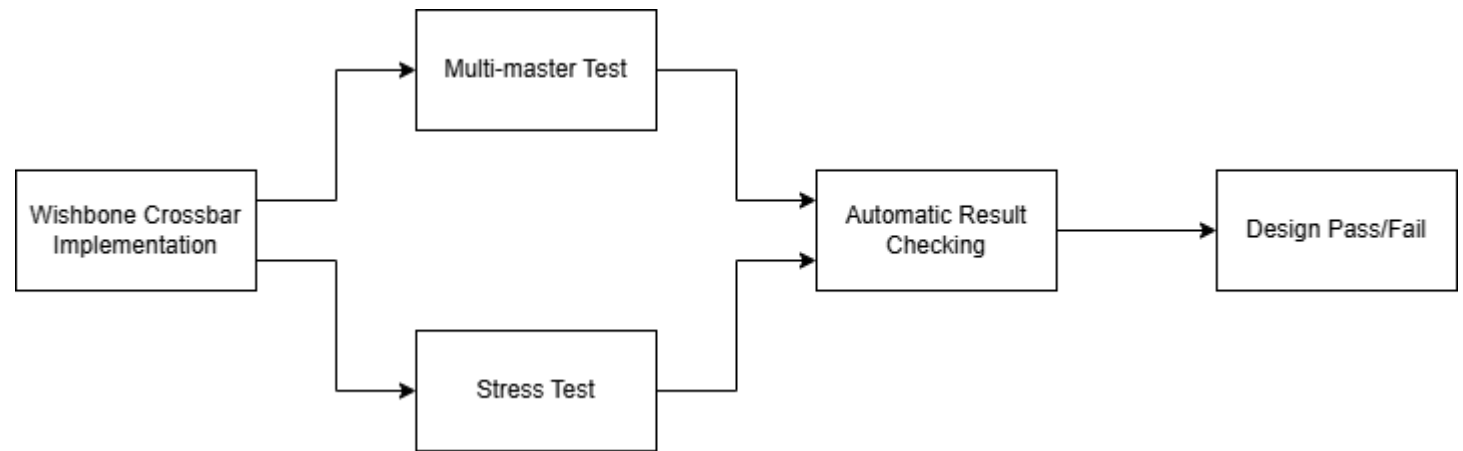 Multi-master Test
Wishbone Crossbar
Implementation
Automatic Result
Checking
Design Pass/Fail
Stress Test